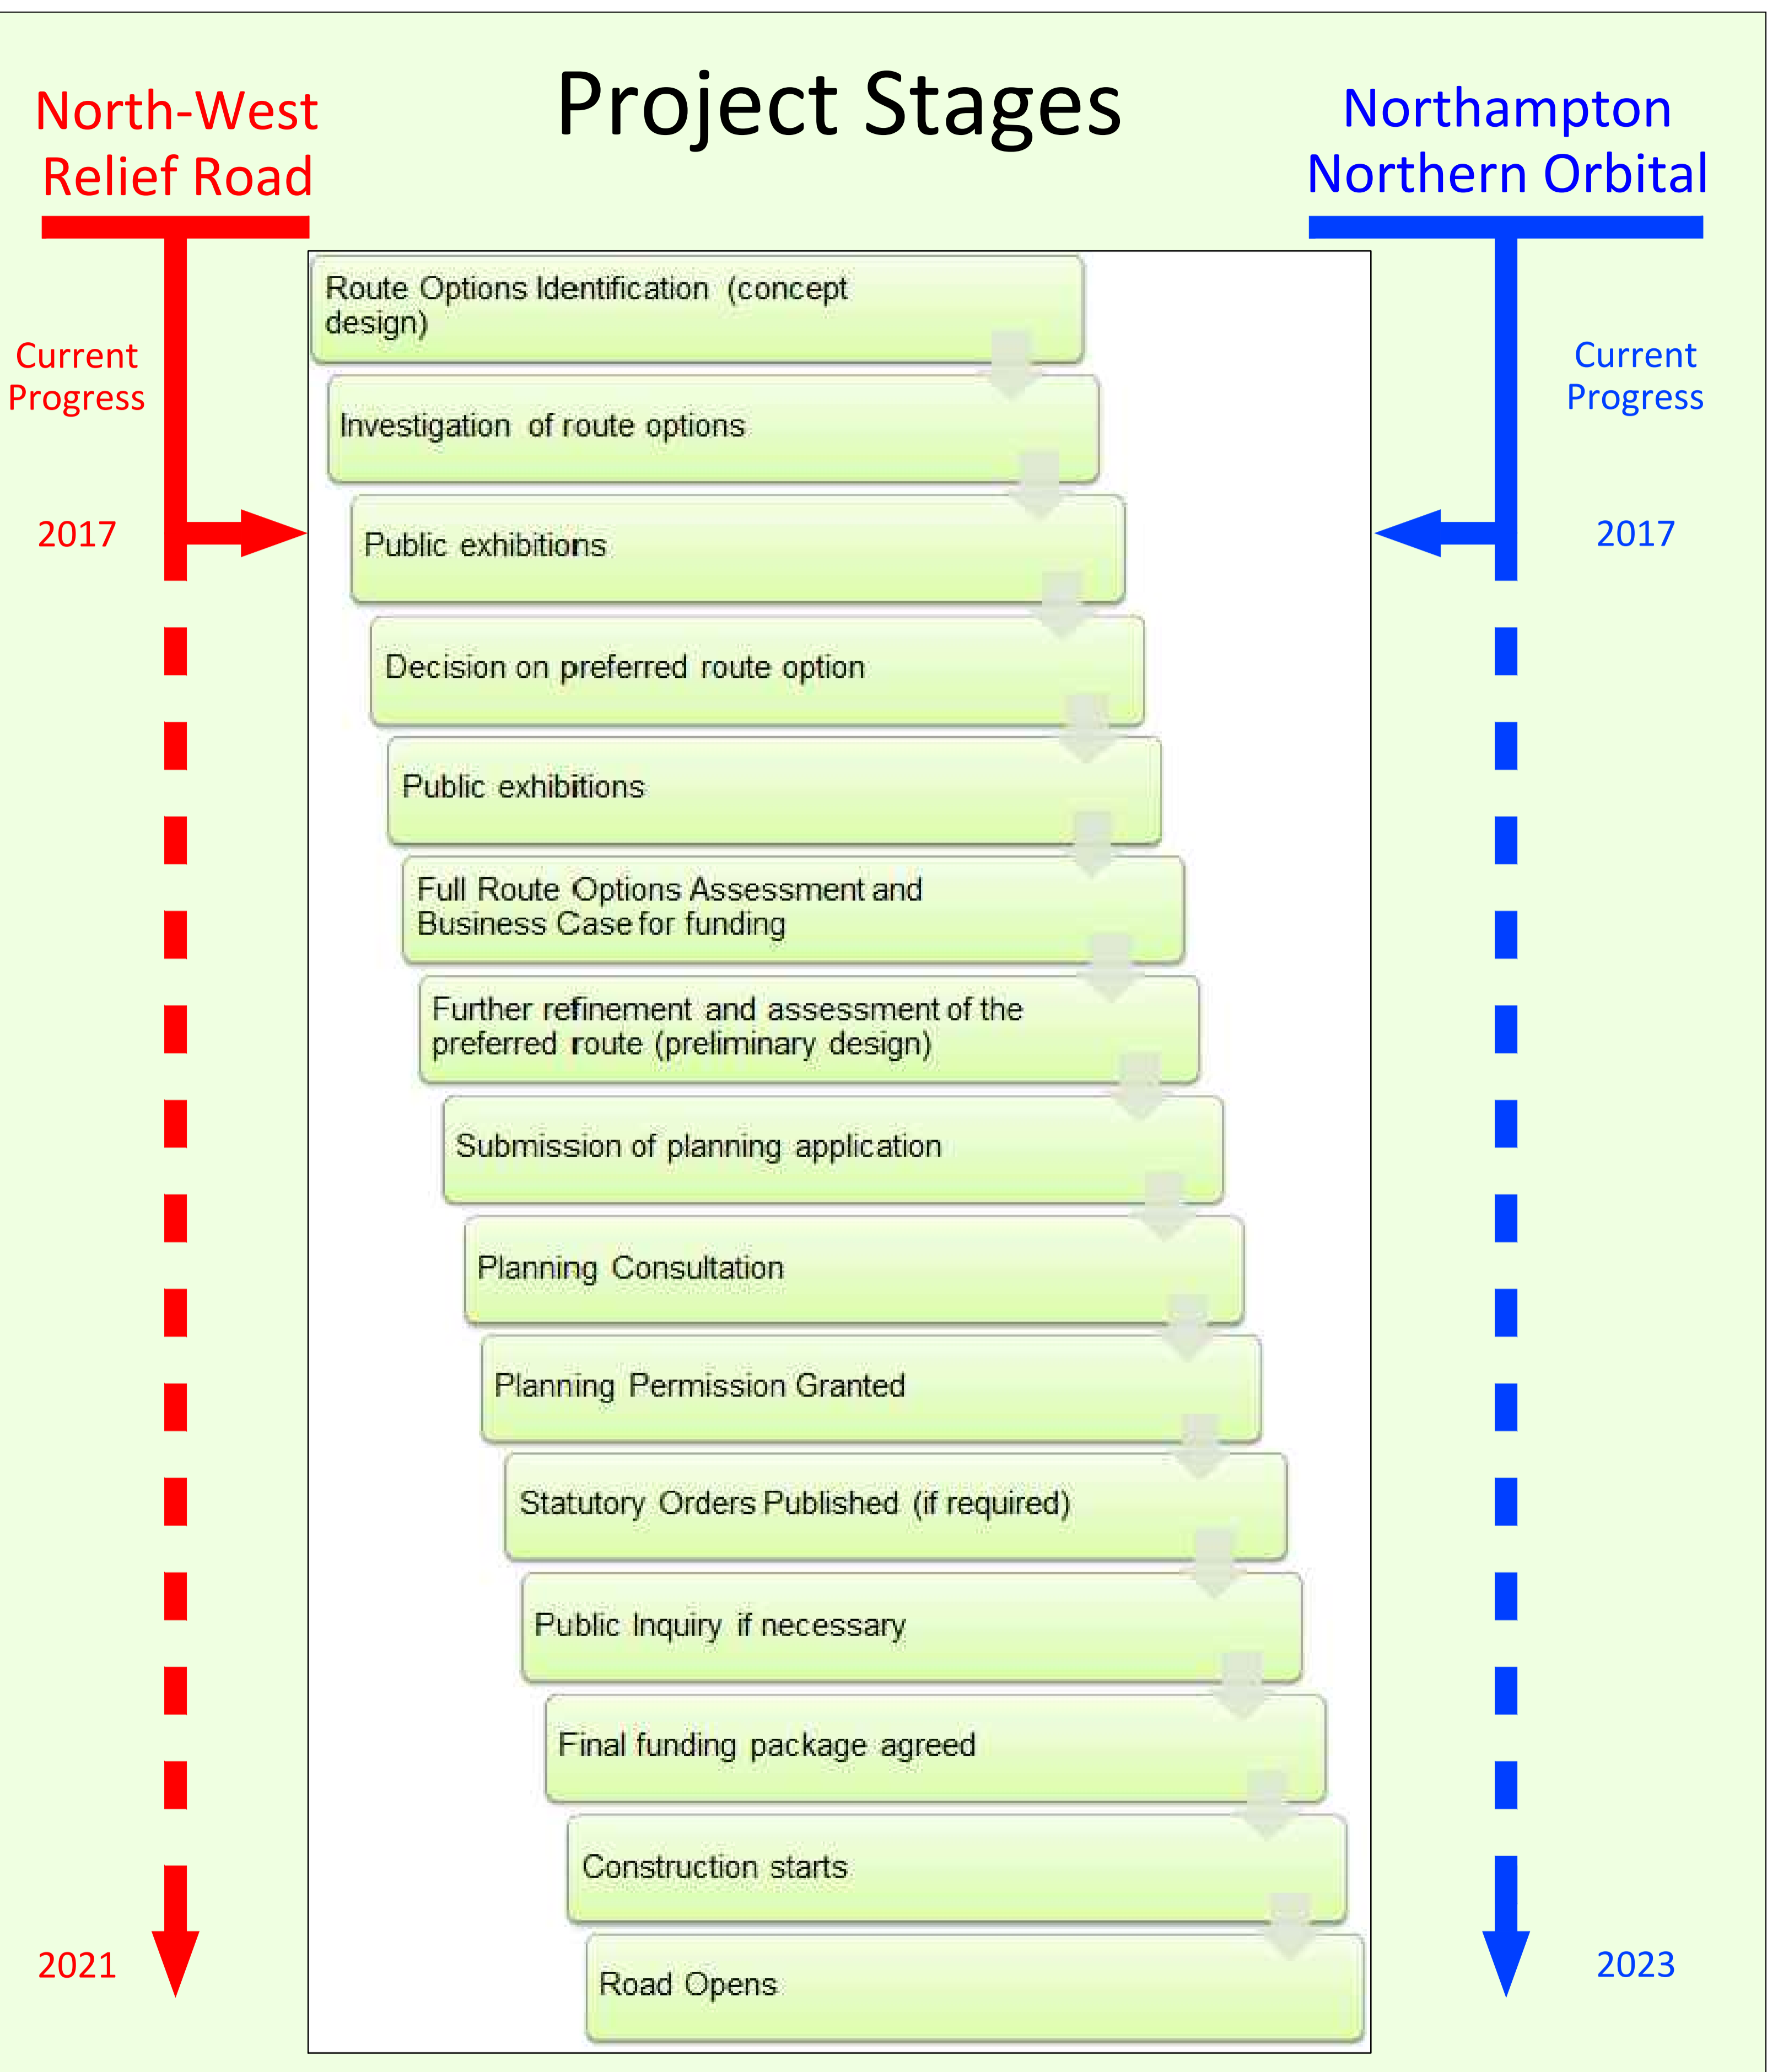 Project Stages
North-West
Relief Road
Northampton
Northern Orbital
Current
Progress
2017
2021
Route Options Identification (concept
design)
Investigation of route options
Public exhibitions
Decision on preferred route option
Public exhibitions
Full Route Options Assessment and
Business Case for funding
Further refinement and assessment of the
preferred route (preliminary design)
Submission of planning application
Planning Consultation
Planning Permission Granted
Statutory Orders Published (if required)
Public Inquiry if necessary
Final funding package agreed
Construction starts
Road Opens
Current
Progress
2017
2023